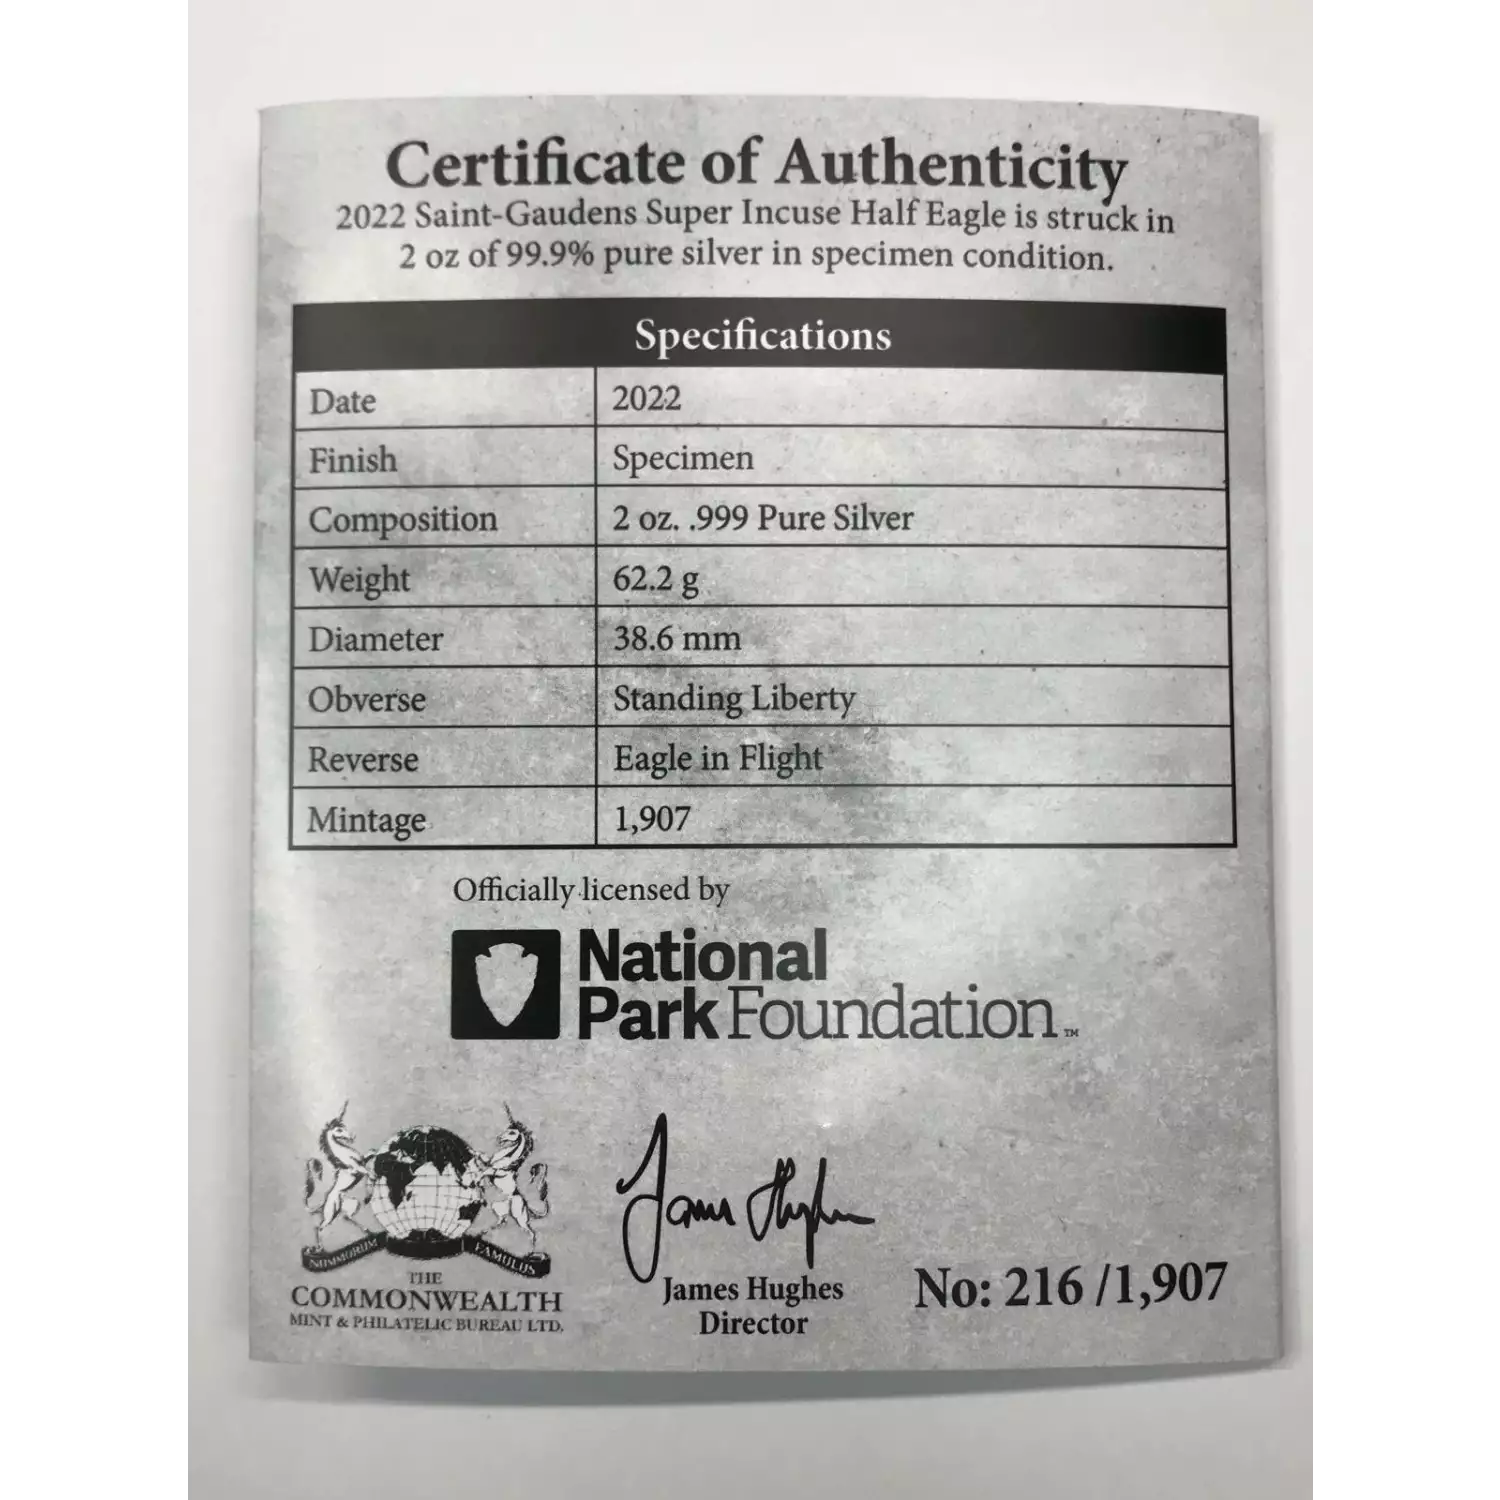 Certificate of Authenticity
2022 Saint-Gaudens Super Incuse Half Eagle is struck in
2 oz of 99.9% pure silver in specimen condition.
Specifications
Date 2022
Finish Specimen
Composition 2 oz. .999 Pure Silver
Weight 62.2 g
Diameter 38.6 mm
Obverse Standing Liberty
Reverse Eagle in Flight
Mintage 1,907
Officially licensed by
National
Park Foundation™
NUMMORUM FAMULUS
THE
COMMONWEALTH
MINT & PHILATELIC BUREAU LTD.
James Hughes
James Hughes
Director
No: 216 /1,907